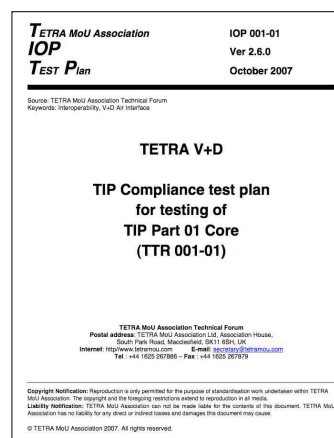 TETRA MoU Association
IOP 001-01
IOP
Ver 2.6.0
TEST Plan
October 2007
Source: TETRA MoU Association Technical Forum
Keywords: Interoperability, V+D Air Interface
TETRA V+D
TIP Compliance test plan
for testing of
TIP Part 01 Core
(TTR 001-01)
TETRA MoU Association Technical Forum
Postal address: TETRA MoU Association Ltd, Association House,
South Park Road, Macclesfield, SK11 6SH, UK
Internet: http//www.tetramou.com E-mail: secretary@tetramou.com
Tel : +44 1625 267886 – Fax : +44 1625 267879
Copyright Notification: Reproduction is only permitted for the purpose of standardisation work undertaken within TETRA
MoU Association. The copyright and the foregoing restrictions extend to reproduction in all media.
Liability Notification: TETRA MoU Association can not be made liable for the contents of this document. TETRA MoU
Association has no liability for any direct or indirect losses and damages this document may cause.
© TETRA MoU Association 2007. All rights reserved.